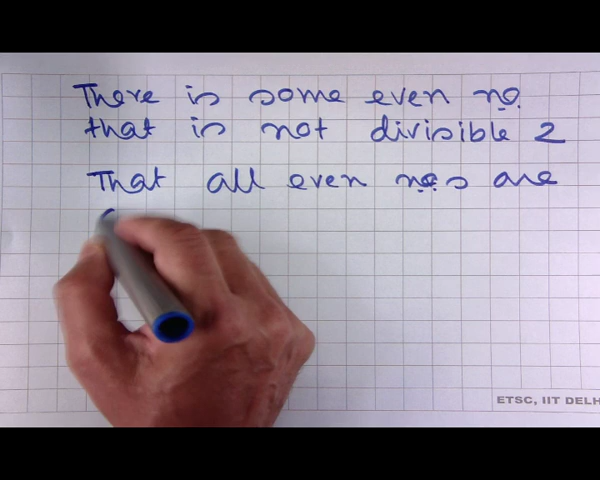 There is some even no
that is not divisible 2
That all even nos are
ETSC, IIT DELH